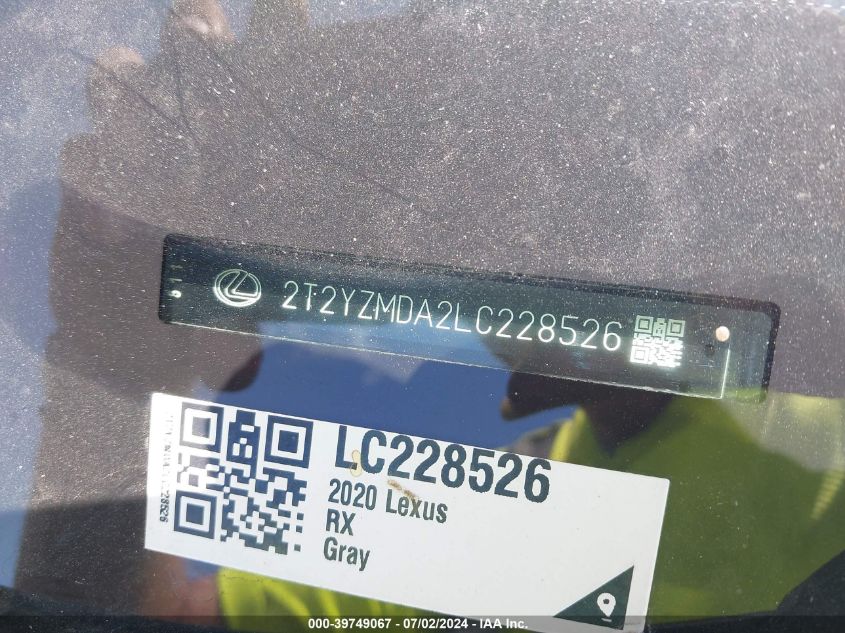 2T2YZMDA2LC228526
LC228526
2020 Lexus
RX
Gray
000-39749067 - 07/02/2024 - IAA Inc.